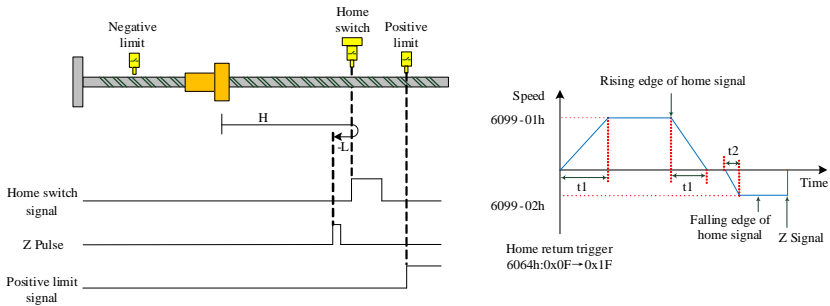 Negative
limit
Home
switch
Positive
limit
H
-L
Home switch
signal
Z Pulse
Positive limit
signal
Rising edge of home signal
Speed
6099-01h
t2
Time
t1
t1
6099-02h
Falling edge of
home signal
Z Signal
Home return trigger
6064h:0x0F→0x1F